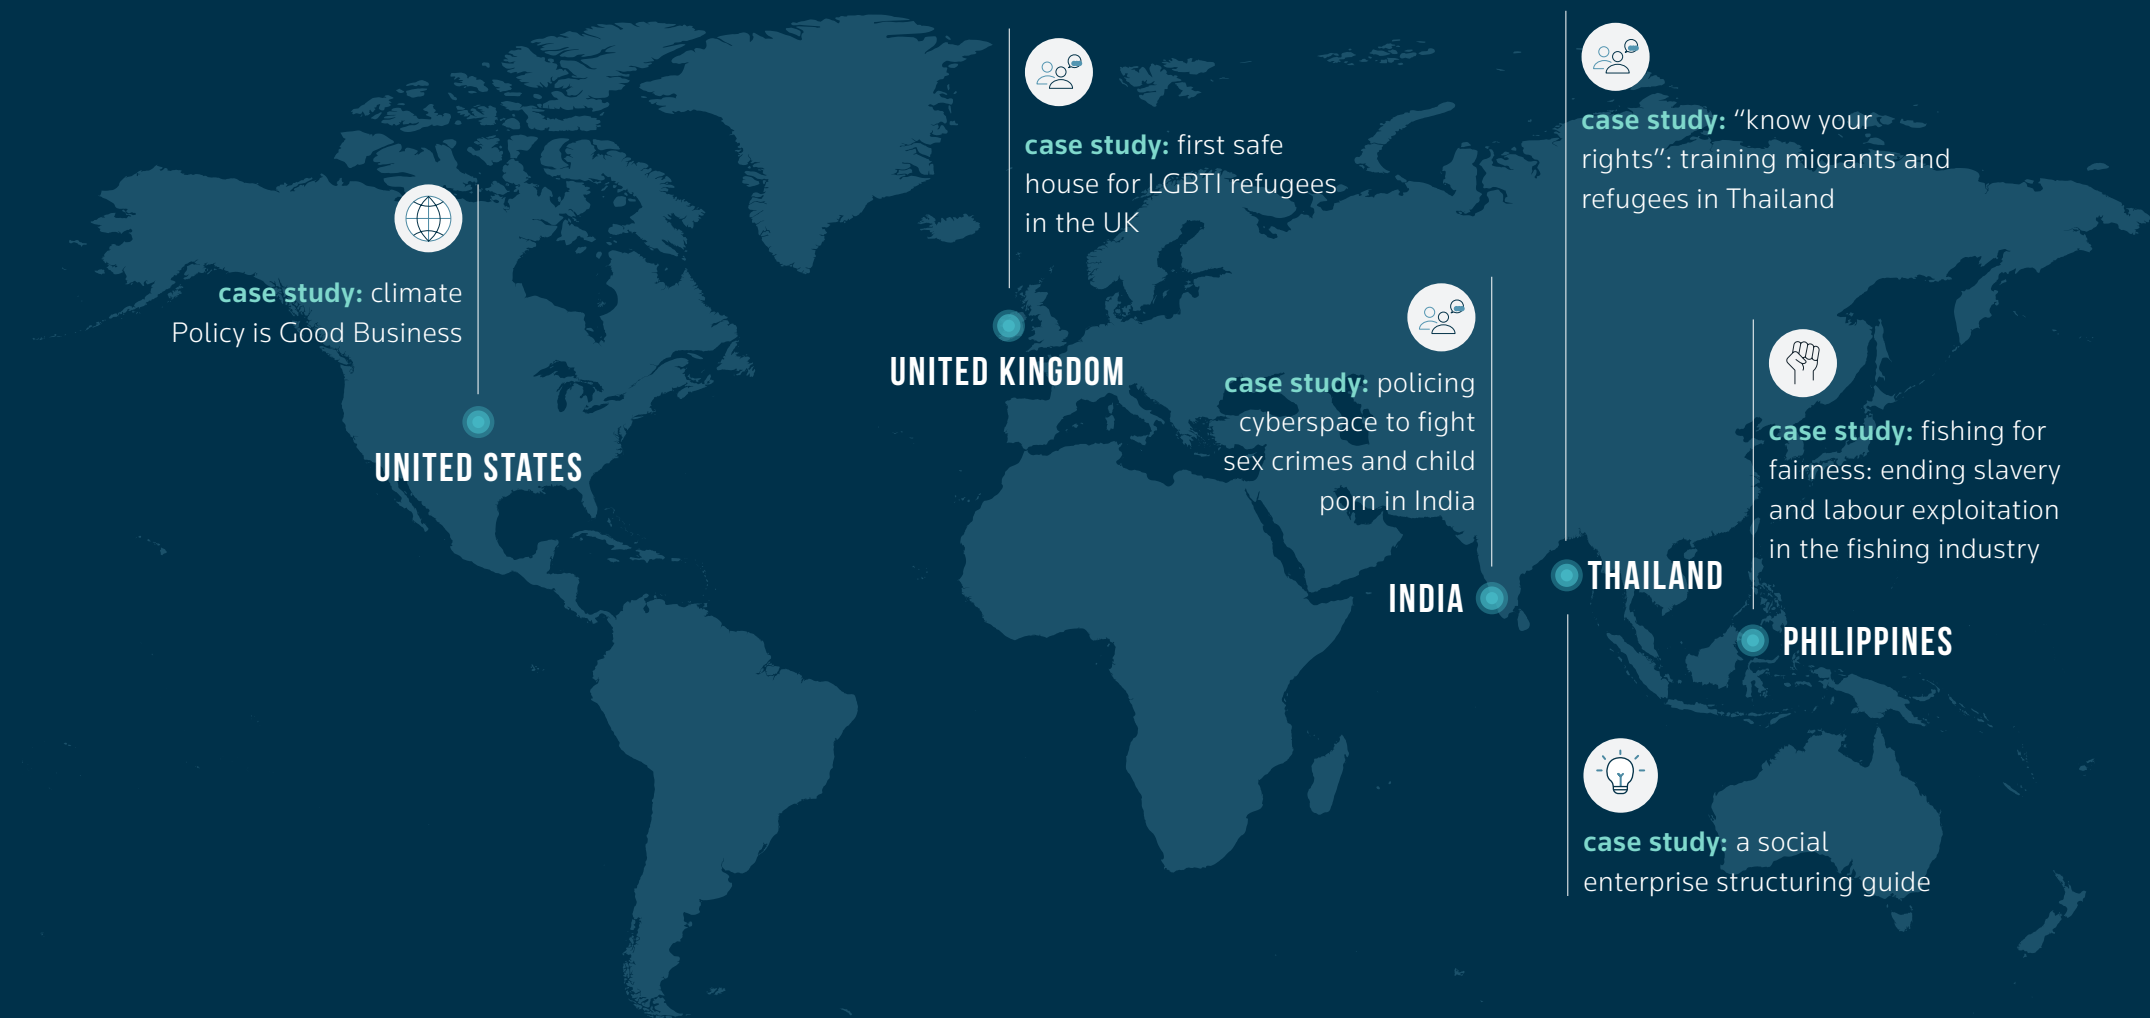 case study: climate
Policy is Good Business
UNITED STATES
case study: first safe
house for LGBTI refugees
in the UK
UNITED KINGDOM
case study: policing
cyberspace to fight
sex crimes and child
porn in India
INDIA
case study: “know your
rights”: training migrants and
refugees in Thailand
THAILAND
case study: a social
enterprise structuring guide
case study: fishing for
fairness: ending slavery
and labour exploitation
in the fishing industry
PHILIPPINES